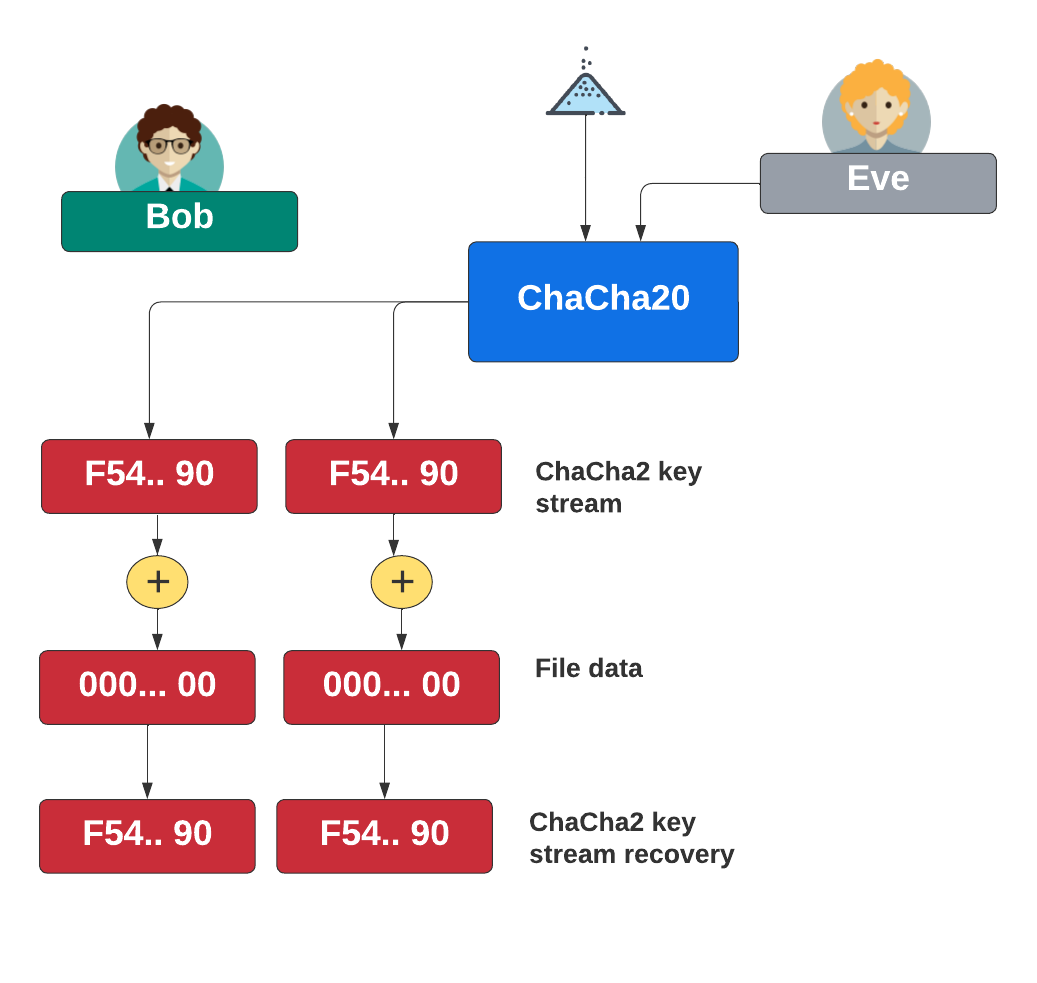 Eve
Bob
ChaCha20
F54.. 90
F54.. 90
ChaCha2 key
stream
+
+
000... 00
000... 00
File data
F54.. 90
F54.. 90
ChaCha2 key
stream recovery